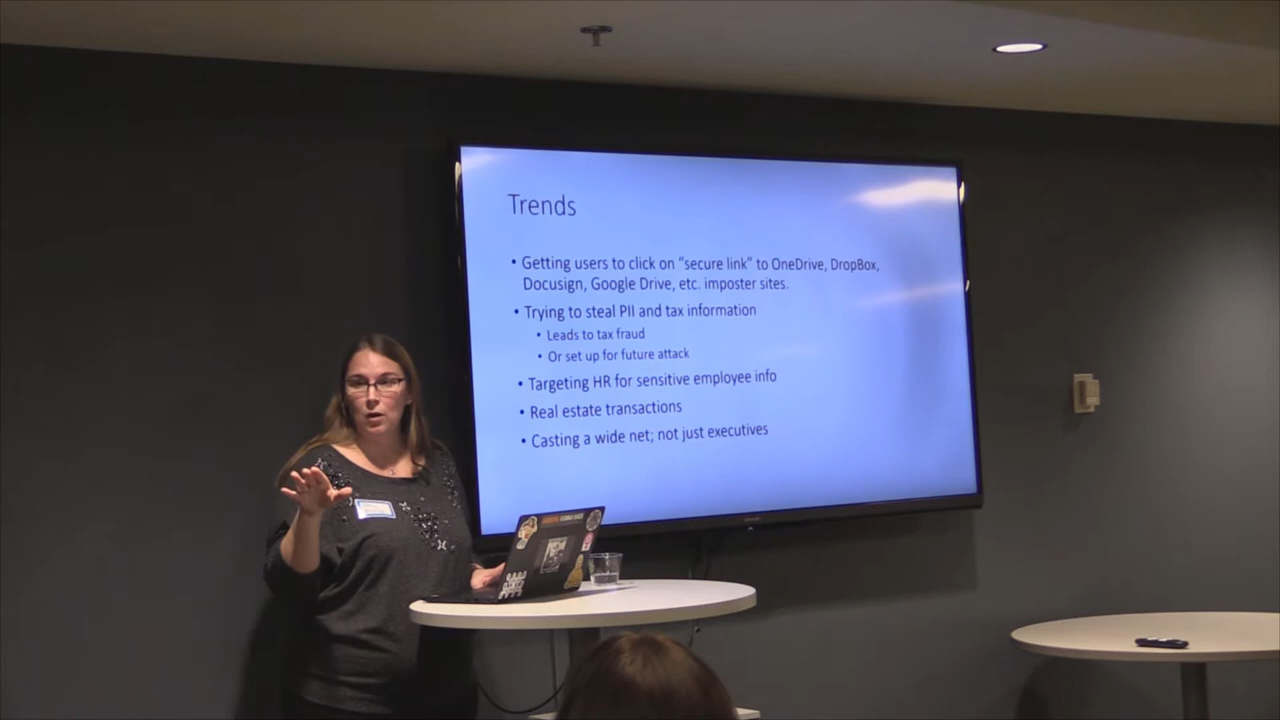 Trends
• Getting users to click on “secure link” to OneDrive, DropBox,
Docusign, Google Drive, etc. imposter sites.
• Trying to steal PII and tax information
• Leads to tax fraud
• Or set up for future attack
• Targeting HR for sensitive employee info
• Real estate transactions
• Casting a wide net; not just executives